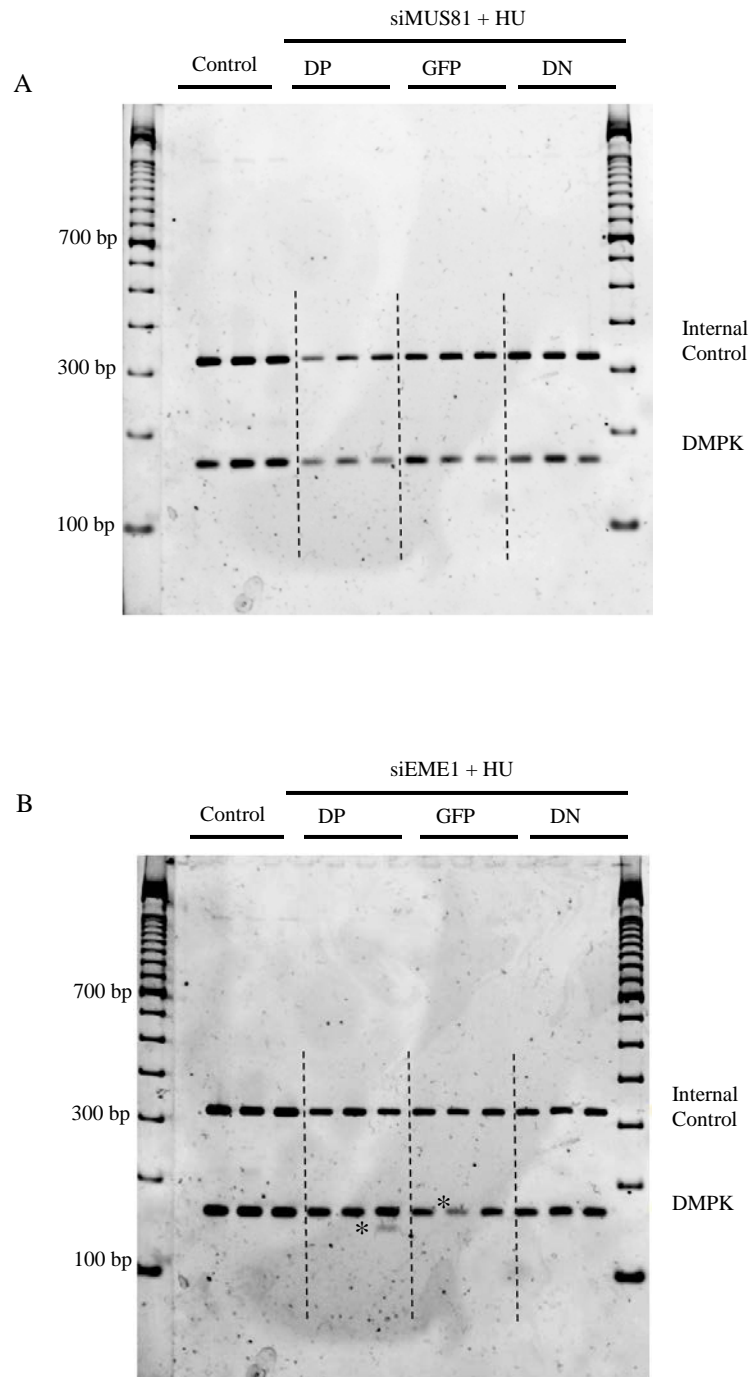 siMUS81 + HU
Control DP GFP DN
A
700 bp
Internal
Control
300 bp
DMPK
100 bp
siEME1 + HU
B
Control DP GFP DN
700 bp
Internal
Control
300 bp
*
DMPK
*
100 bp